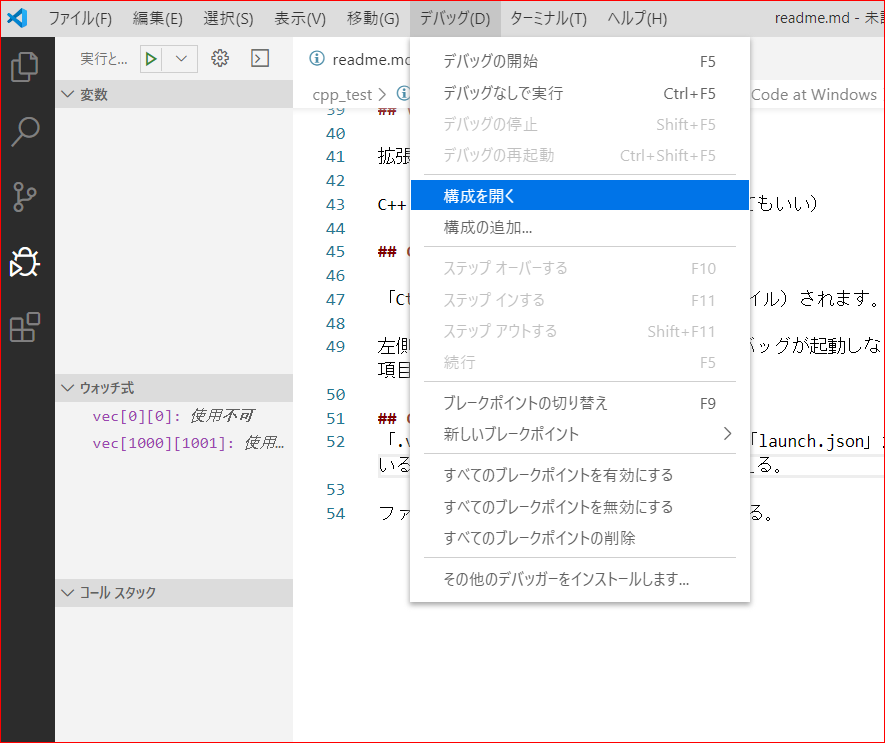 ファイル(F) 編集(E) 選択(S) 表示(V) 移動(G) デバッグ(D) ターミナル(T) ヘルプ(H) readme.md - 未
実行と...
変数
ウォッチ式
vec[0][0]: 使用不可
vec[1000][1001]: 使用...
コール スタック
readme.mc
cpp_test > Code at Windows
39 ##
40
41 拡張
42
43 C++ もいい)
44
45 ##
46
47 「Ct イル）されます。
48
49 左側 バッグが起動しな
項目
50
51 ##
52 「.v 「launch.json」
いる る。
53
54 ファ る。
デバッグの開始 F5
デバッグなしで実行 Ctrl+F5
デバッグの停止 Shift+F5
デバッグの再起動 Ctrl+Shift+F5
構成を開く
構成の追加...
ステップ オーバーする F10
ステップ インする F11
ステップ アウトする Shift+F11
続行 F5
ブレークポイントの切り替え F9
新しいブレークポイント
すべてのブレークポイントを有効にする
すべてのブレークポイントを無効にする
すべてのブレークポイントの削除
その他のデバッガーをインストールします...